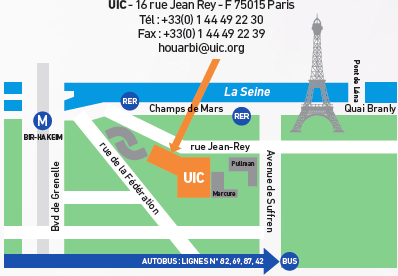 UIC - 16 rue Jean Rey - F 75015 Paris
Tél : +33(0) 1 44 49 22 30
Fax : +33(0) 1 44 49 22 39
houarbi@uic.org
La Seine
Pont de Léna
RER
Champs de Mars
RER
Quai Branly
M
BIR-HAKEIM
rue Jean-Rey
rue de la Fédération
Pullman
UIC
Mercure
Bvd de Grenelle
Avenue de Suffren
AUTOBUS : LIGNES N° 82, 69, 87, 42
BUS